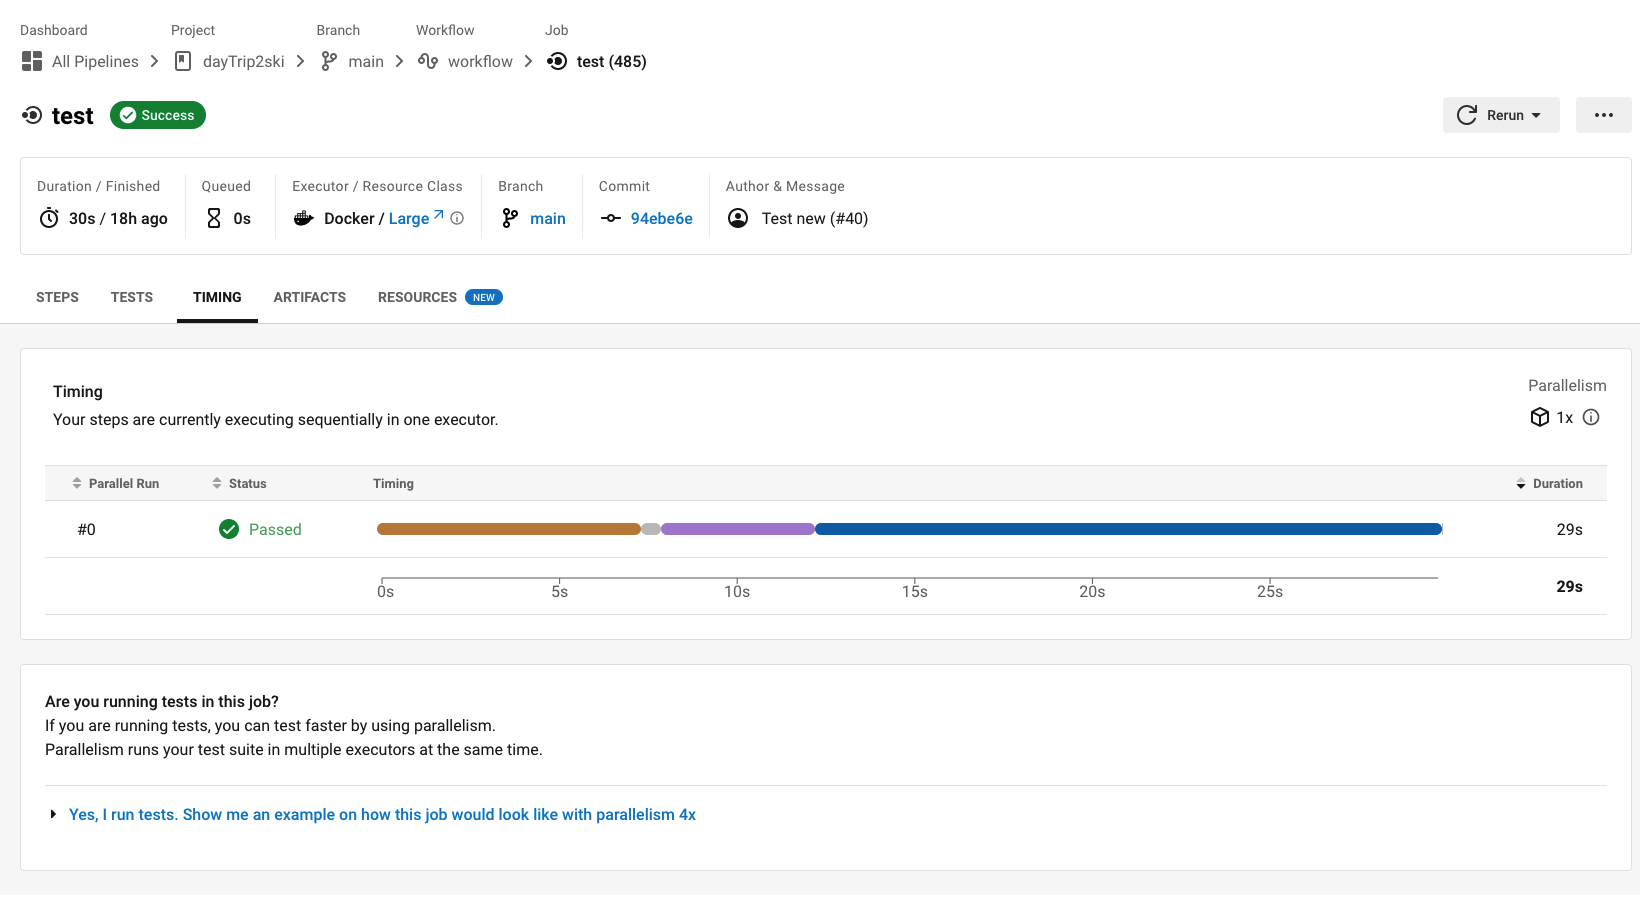 Dashboard Project Branch Workflow Job
All Pipelines dayTrip2ski main workflow test (485)
test Success Rerun
Duration / Finished Queued Executor / Resource Class Branch Commit Author & Message
30s / 18h ago 0s Docker / Large main 94ebe6e Test new (#40)
STEPS TESTS TIMING ARTIFACTS RESOURCES NEW
Timing Parallelism
Your steps are currently executing sequentially in one executor. 1x
Parallel Run Status Timing Duration
#0 Passed 29s
0s 5s 10s 15s 20s 25s 29s
Are you running tests in this job?
If you are running tests, you can test faster by using parallelism.
Parallelism runs your test suite in multiple executors at the same time.
Yes, I run tests. Show me an example on how this job would look like with parallelism 4x